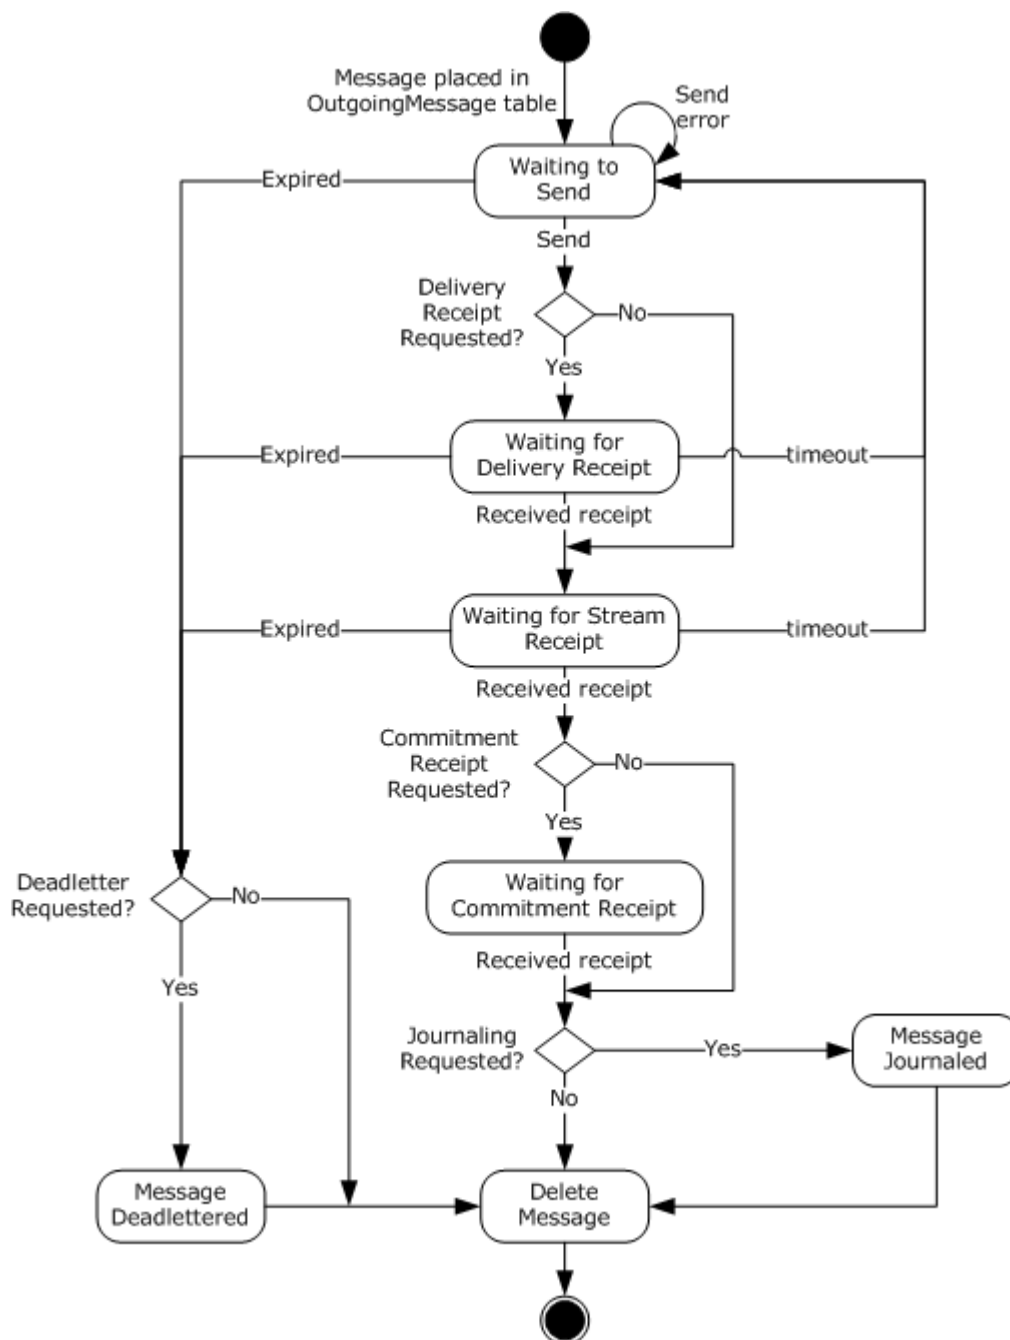 Message placed in
OutgoingMessage table
Send
error
Waiting to
Send
Expired
Send
Delivery
Receipt
Requested?
No
Yes
Waiting for
Delivery Receipt
Expired
timeout
Received receipt
Waiting for Stream
Receipt
Expired
timeout
Received receipt
Commitment
Receipt
Requested?
No
Yes
Waiting for
Commitment Receipt
Deadletter
Requested?
No
Received receipt
Yes
Journaling
Requested?
Yes
Message
Journaled
No
Message
Deadlettered
Delete
Message